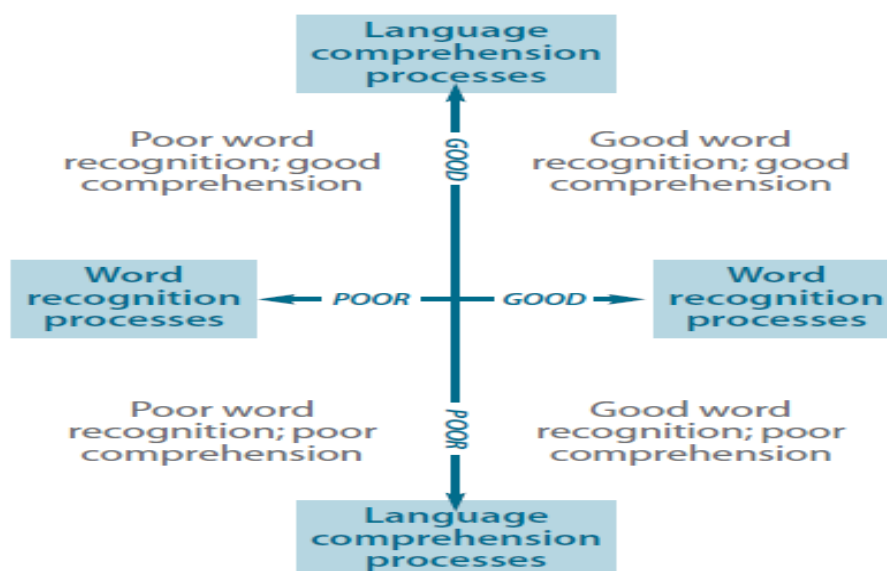 Language
comprehension
processes
GOOD
Poor word
recognition; good
comprehension
Good word
recognition; good
comprehension
Word
recognition
processes
POOR
GOOD
Word
recognition
processes
Poor word
recognition; poor
comprehension
POOR
Good word
recognition; poor
comprehension
Language
comprehension
processes